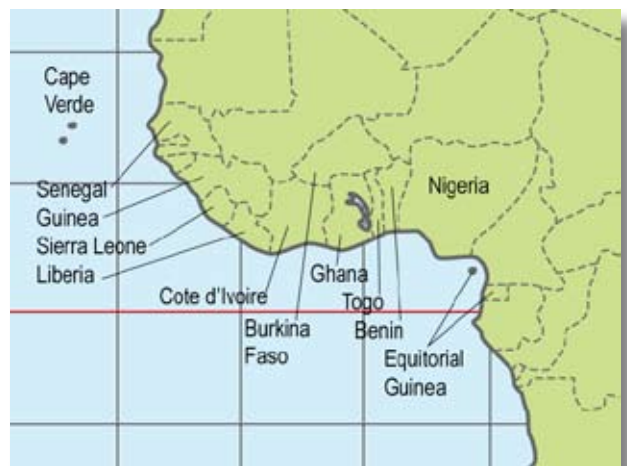 Cape
Verde
Senegal
Guinea
Sierra Leone
Liberia
Cote d'Ivoire
Burkina
Faso
Ghana
Togo
Benin
Nigeria
Equitorial
Guinea